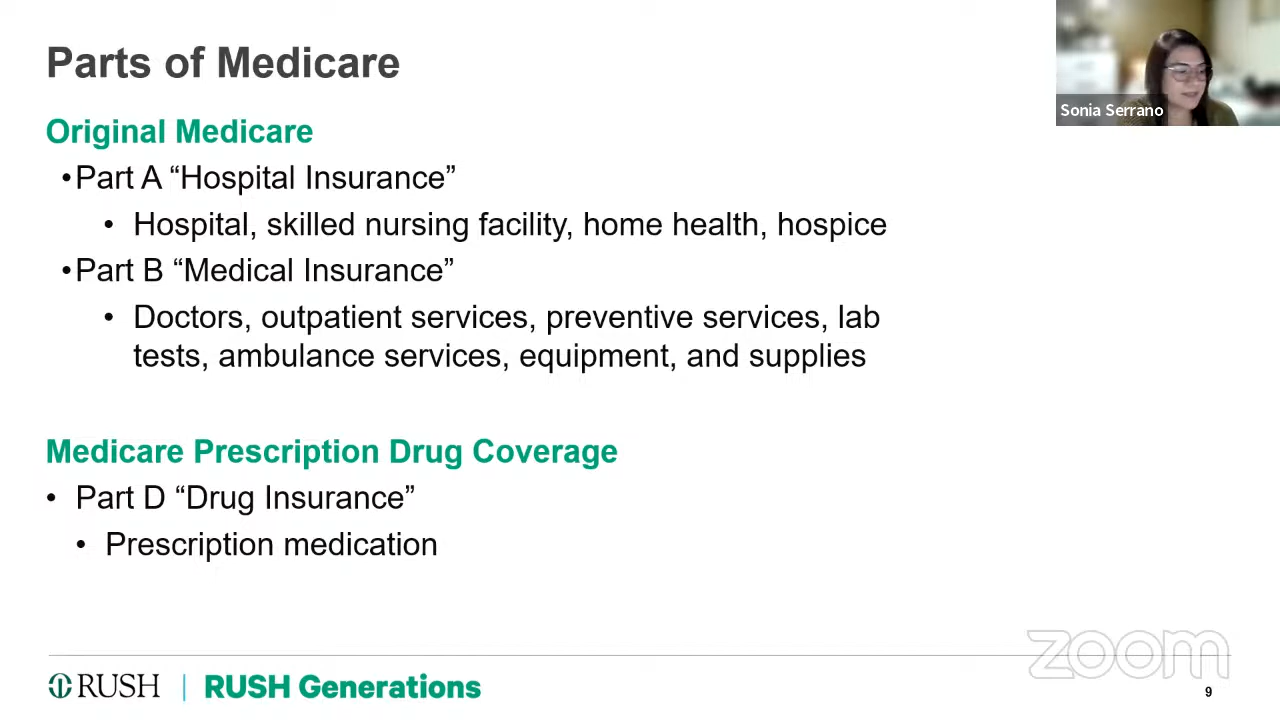 Parts of Medicare
Sonia Serrano
Original Medicare
•Part A “Hospital Insurance”
• Hospital, skilled nursing facility, home health, hospice
•Part B “Medical Insurance”
• Doctors, outpatient services, preventive services, lab
tests, ambulance services, equipment, and supplies
Medicare Prescription Drug Coverage
• Part D “Drug Insurance”
• Prescription medication
zoom
RUSH | RUSH Generations
9